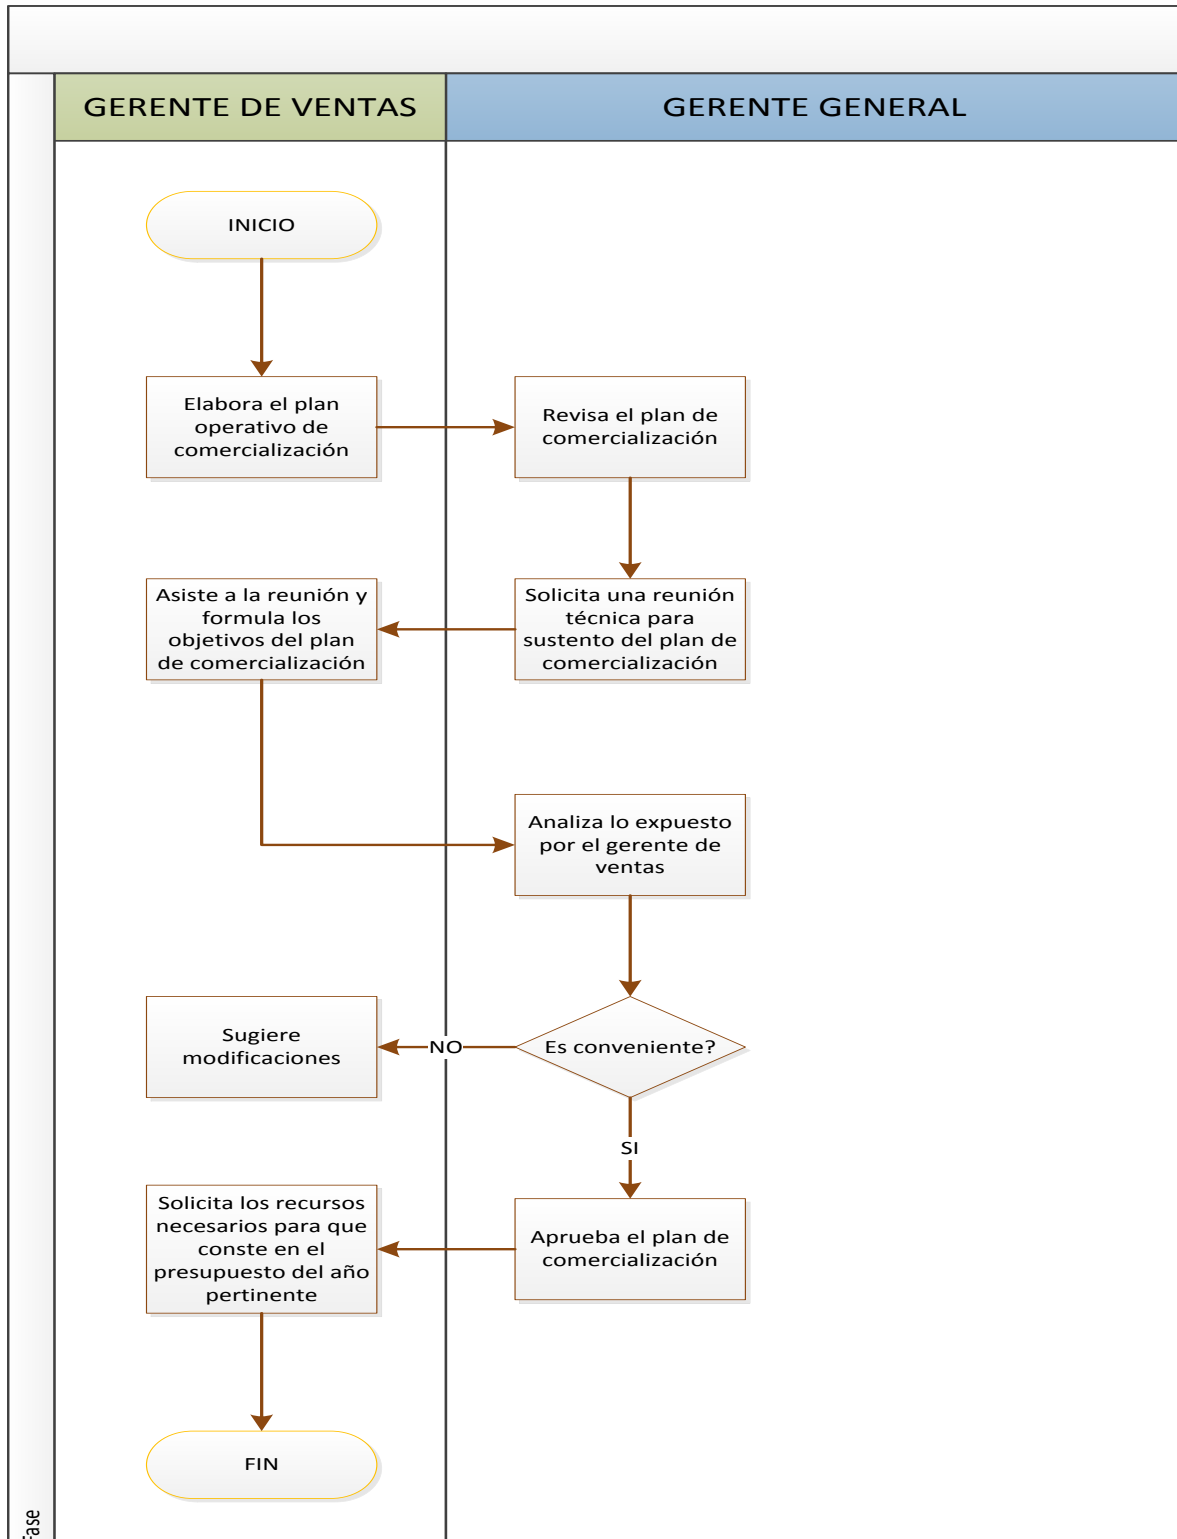 GERENTE DE VENTAS
GERENTE GENERAL
INICIO
Elabora el plan
operativo de
comercialización
Revisa el plan de
comercialización
Asiste a la reunión y
formula los
objetivos del plan
de comercialización
Solicita una reunión
técnica para
sustento del plan de
comercialización
Analiza lo expuesto
por el gerente de
ventas
Sugiere
modificaciones
NO
Es conveniente?
SI
Solicita los recursos
necesarios para que
conste en el
presupuesto del año
pertinente
Aprueba el plan de
comercialización
FIN
Fase